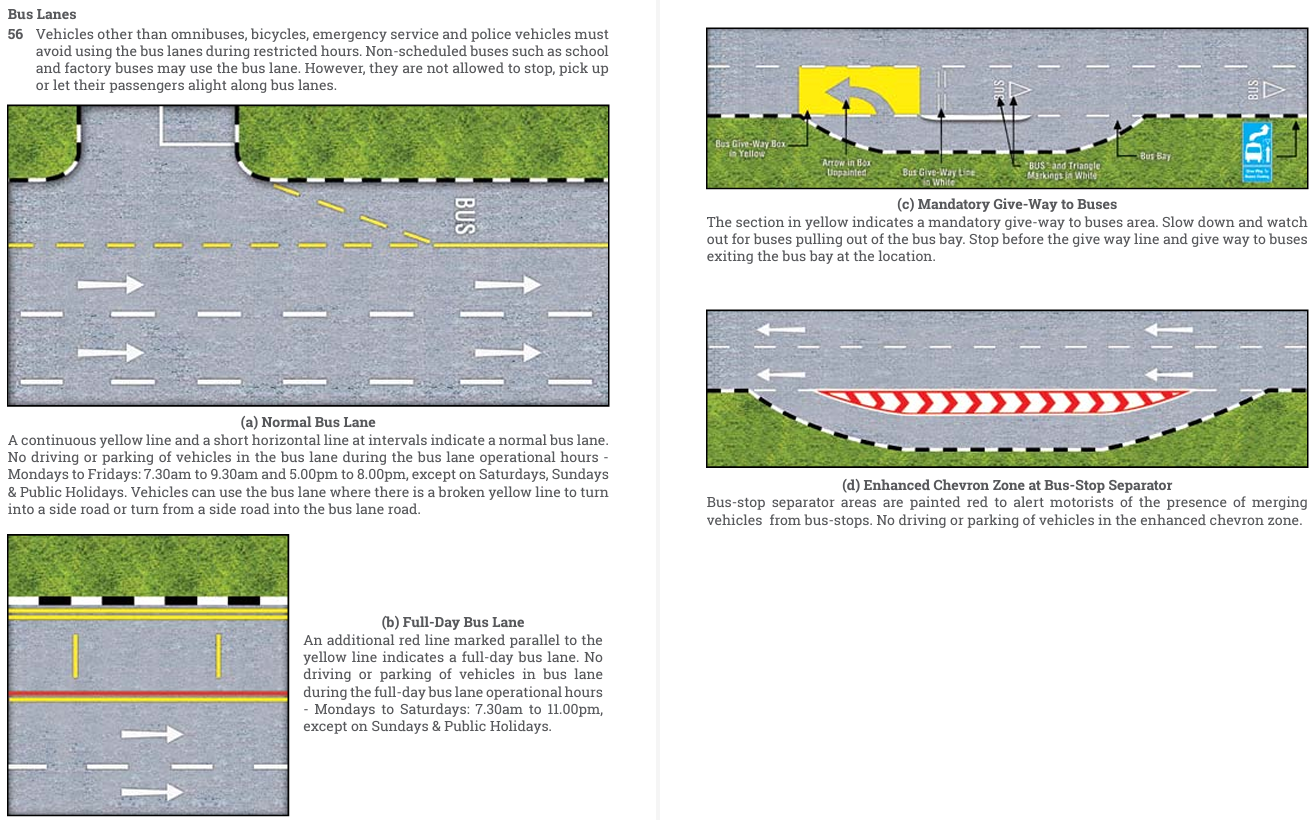 Bus Lanes
56 Vehicles other than omnibuses, bicycles, emergency service and police vehicles must
avoid using the bus lanes during restricted hours. Non-scheduled buses such as school
and factory buses may use the bus lane. However, they are not allowed to stop, pick up
or let their passengers alight along bus lanes.
BUS
(a) Normal Bus Lane
A continuous yellow line and a short horizontal line at intervals indicate a normal bus lane.
No driving or parking of vehicles in the bus lane during the bus lane operational hours -
Mondays to Fridays: 7.30am to 9.30am and 5.00pm to 8.00pm, except on Saturdays, Sundays
& Public Holidays. Vehicles can use the bus lane where there is a broken yellow line to turn
into a side road or turn from a side road into the bus lane road.
(b) Full-Day Bus Lane
An additional red line marked parallel to the
yellow line indicates a full-day bus lane. No
driving or parking of vehicles in bus lane
during the full-day bus lane operational hours
- Mondays to Saturdays: 7.30am to 11.00pm,
except on Sundays & Public Holidays.
BUS
BUS
Bus Give-Way Box
in Yellow
Arrow in Box
Unpainted
Bus Give-Way Line
in White
"BUS" and Triangle
Markings in White
Bus Bay
Give Way To
Buses Exiting
(c) Mandatory Give-Way to Buses
The section in yellow indicates a mandatory give-way to buses area. Slow down and watch
out for buses pulling out of the bus bay. Stop before the give way line and give way to buses
exiting the bus bay at the location.
(d) Enhanced Chevron Zone at Bus-Stop Separator
Bus-stop separator areas are painted red to alert motorists of the presence of merging
vehicles from bus-stops. No driving or parking of vehicles in the enhanced chevron zone.